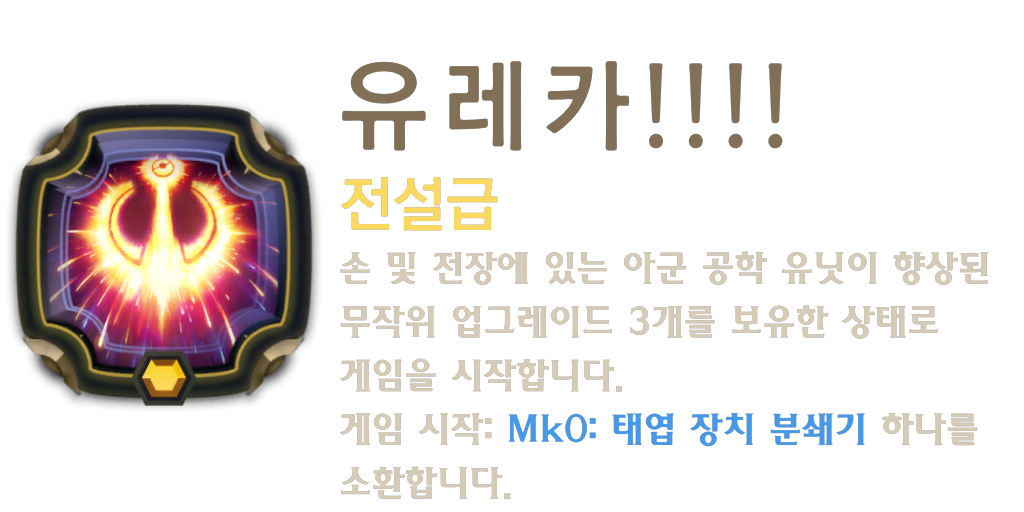 유레카!!!!
전설급
손 및 전장에 있는 아군 공학 유닛이 향상된
무작위 업그레이드 3개를 보유한 상태로
게임을 시작합니다.
게임 시작: Mk0: 태엽 장치 분쇄기 하나를
소환합니다.